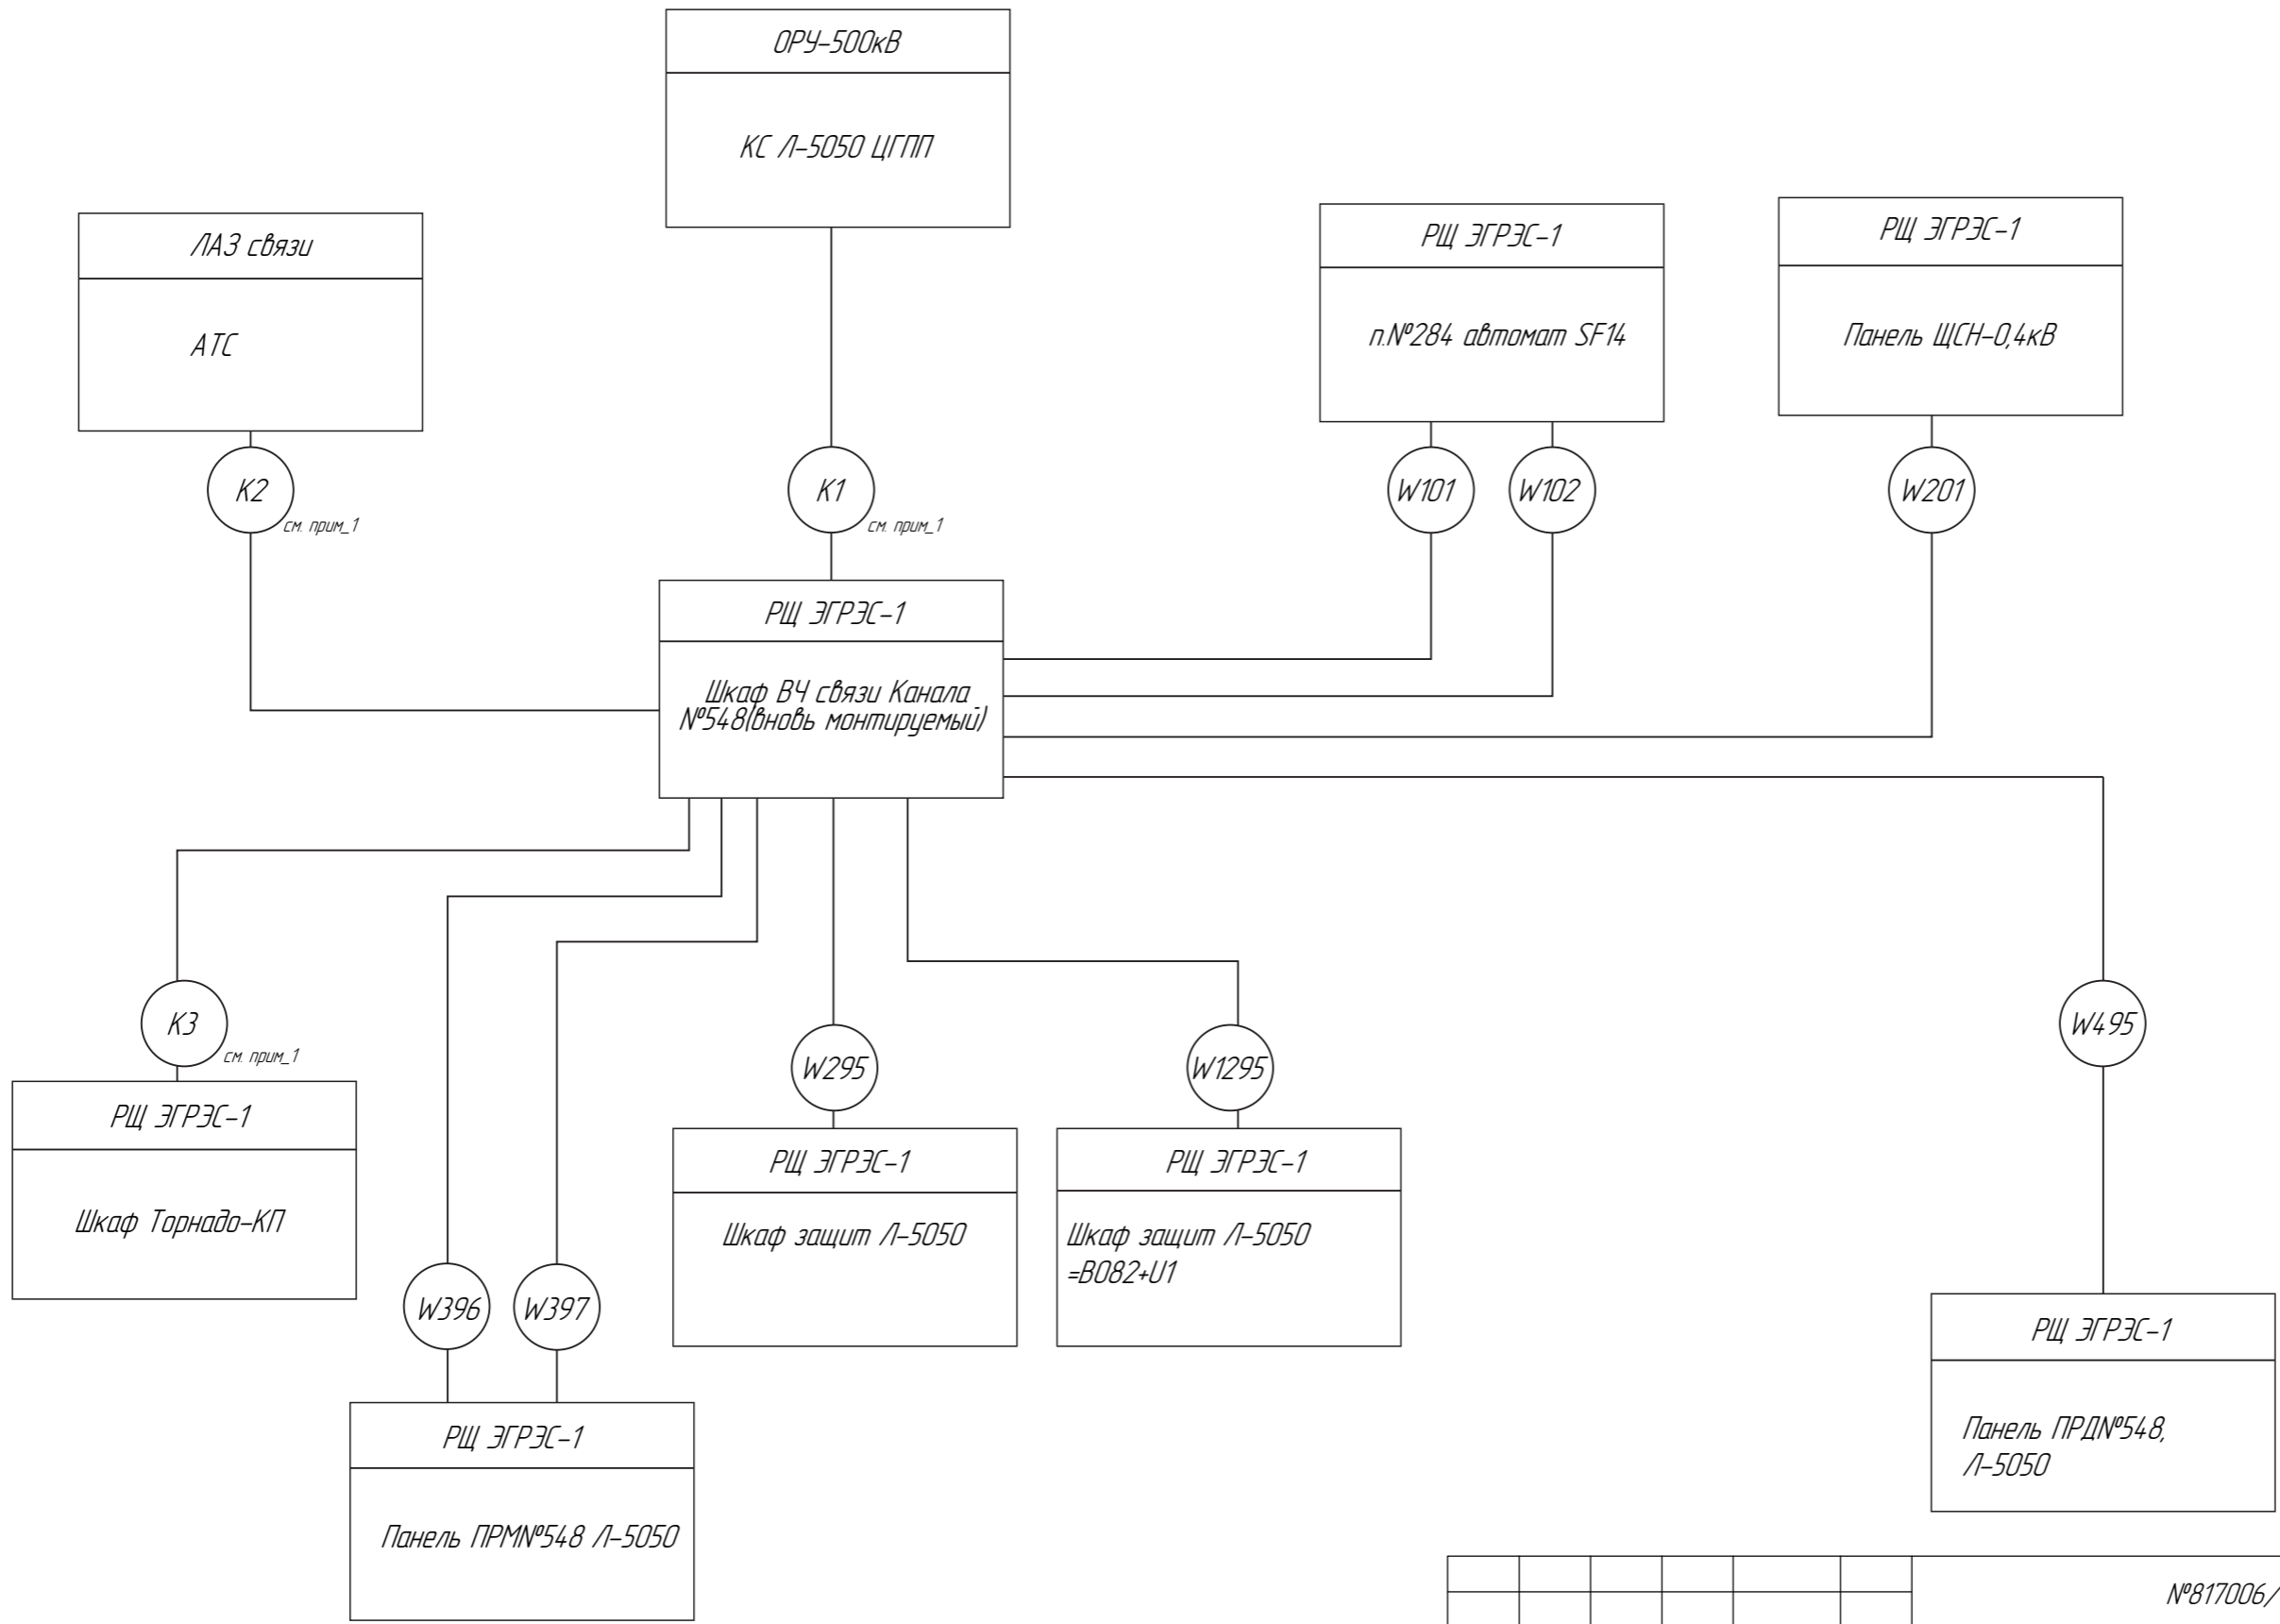 ОРУ-500кВ
КС Л-5050 ЦГПП
ЛАЗ связи
АТС
РЩ ЭГРЭС-1
п.№284 автомат SF14
РЩ ЭГРЭС-1
Панель ЩСН-0,4кВ
К2
см. прим_1
К1
см. прим_1
W101
W102
W201
РЩ ЭГРЭС-1
Шкаф ВЧ связи Канала
№548(вновь монтируемый)
К3
см. прим_1
W295
W1295
W495
РЩ ЭГРЭС-1
Шкаф Торнадо-КП
РЩ ЭГРЭС-1
Шкаф защит Л-5050
РЩ ЭГРЭС-1
Шкаф защит Л-5050
=В082+U1
W396
W397
РЩ ЭГРЭС-1
Панель ПРМ№548 Л-5050
РЩ ЭГРЭС-1
Панель ПРД№548,
Л-5050
№817006/